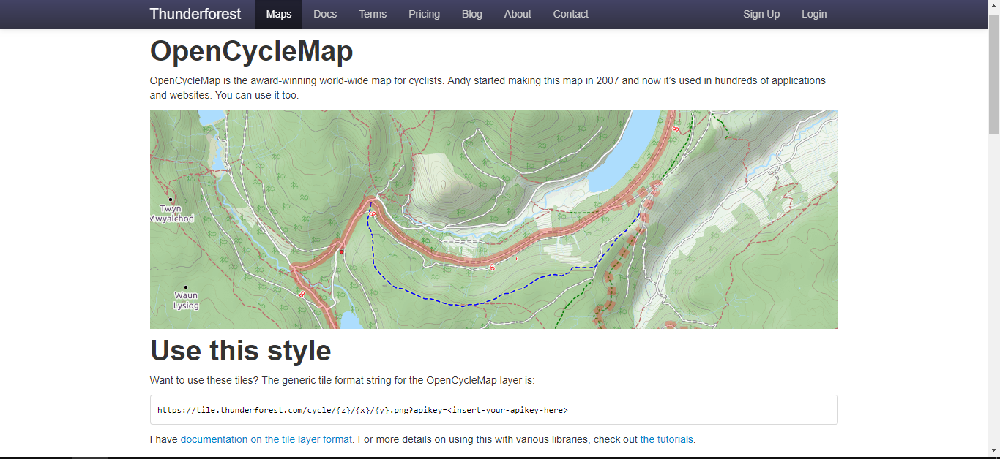 Thunderforest Maps Docs Terms Pricing Blog About Contact Sign Up Login
OpenCycleMap
OpenCycleMap is the award-winning world-wide map for cyclists. Andy started making this map in 2007 and now it’s used in hundreds of applications
and websites. You can use it too.
8
Twyn
Mwyalchod
8
8
Waun
Lysiog
8
Use this style
Want to use these tiles? The generic tile format string for the OpenCycleMap layer is:
https://tile.thunderforest.com/cycle/{z}/{x}/{y}.png?apikey=<insert-your-apikey-here>
I have documentation on the tile layer format. For more details on using this with various libraries, check out the tutorials.